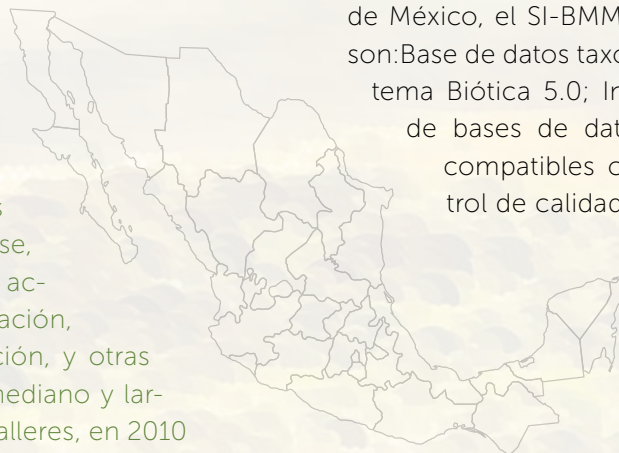 s
se,
ac-
ación,
ción, y otras
mediano y lar-
alleres, en 2010
de México, el SI-BMM
son:Base de datos taxo
tema Biótica 5.0; In
de bases de dat
compatibles c
trol de calidad